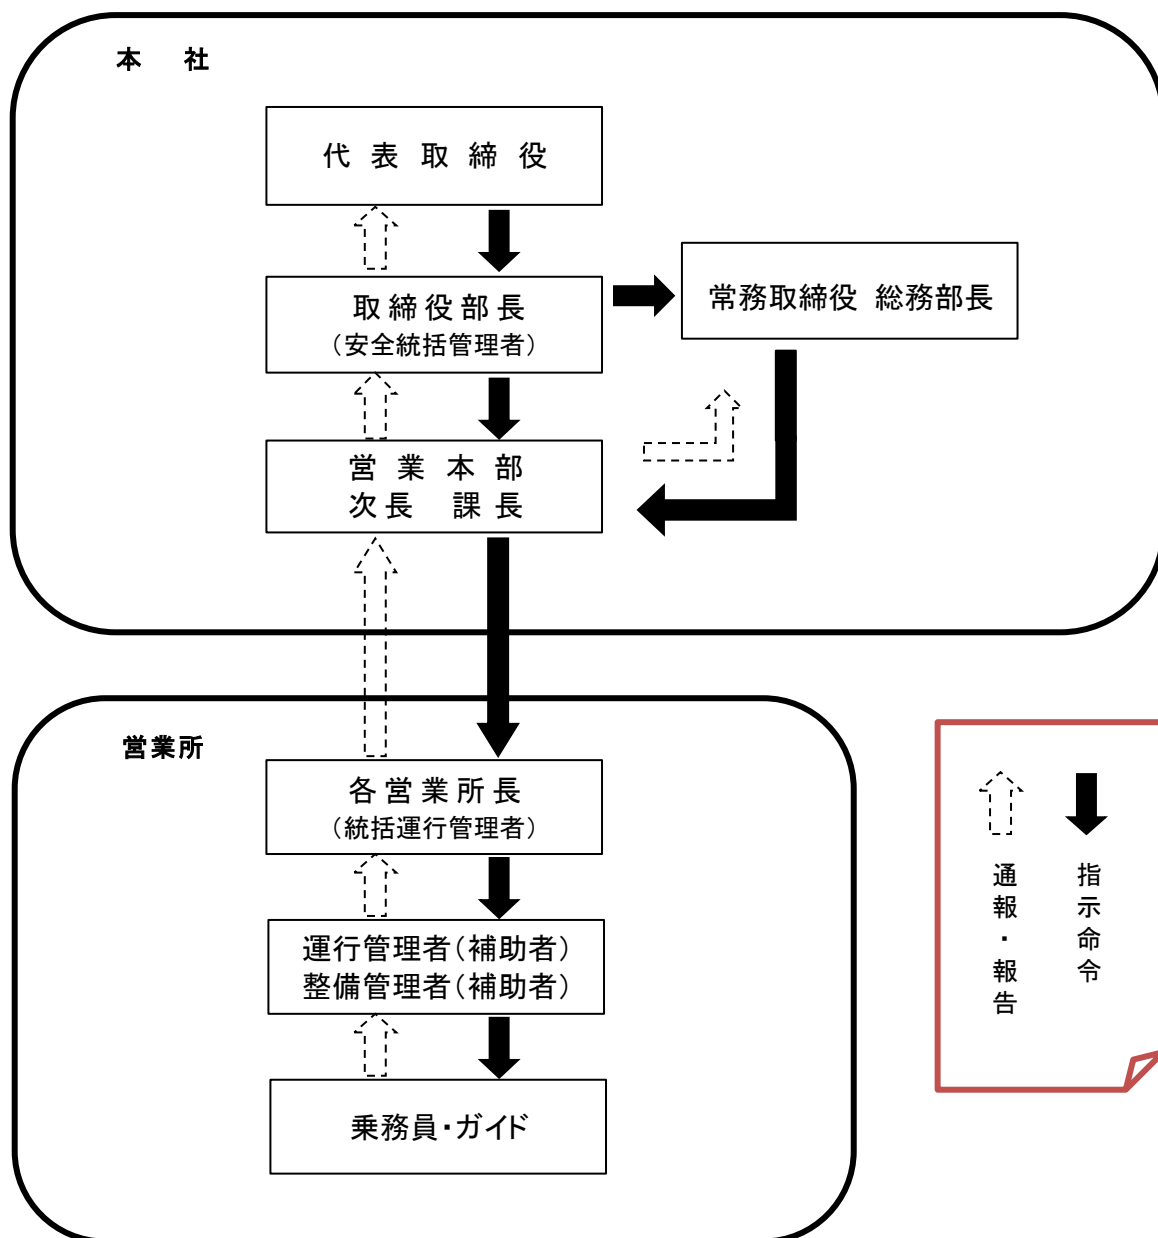 本 社
代表取締役
取締役部長
（安全統括管理者）
常務取締役 総務部長
営業本部
次長 課長
営業所
各営業所長
（統括運行管理者）
運行管理者（補助者）
整備管理者（補助者）
乗務員・ガイド
通報・報告
指示命令